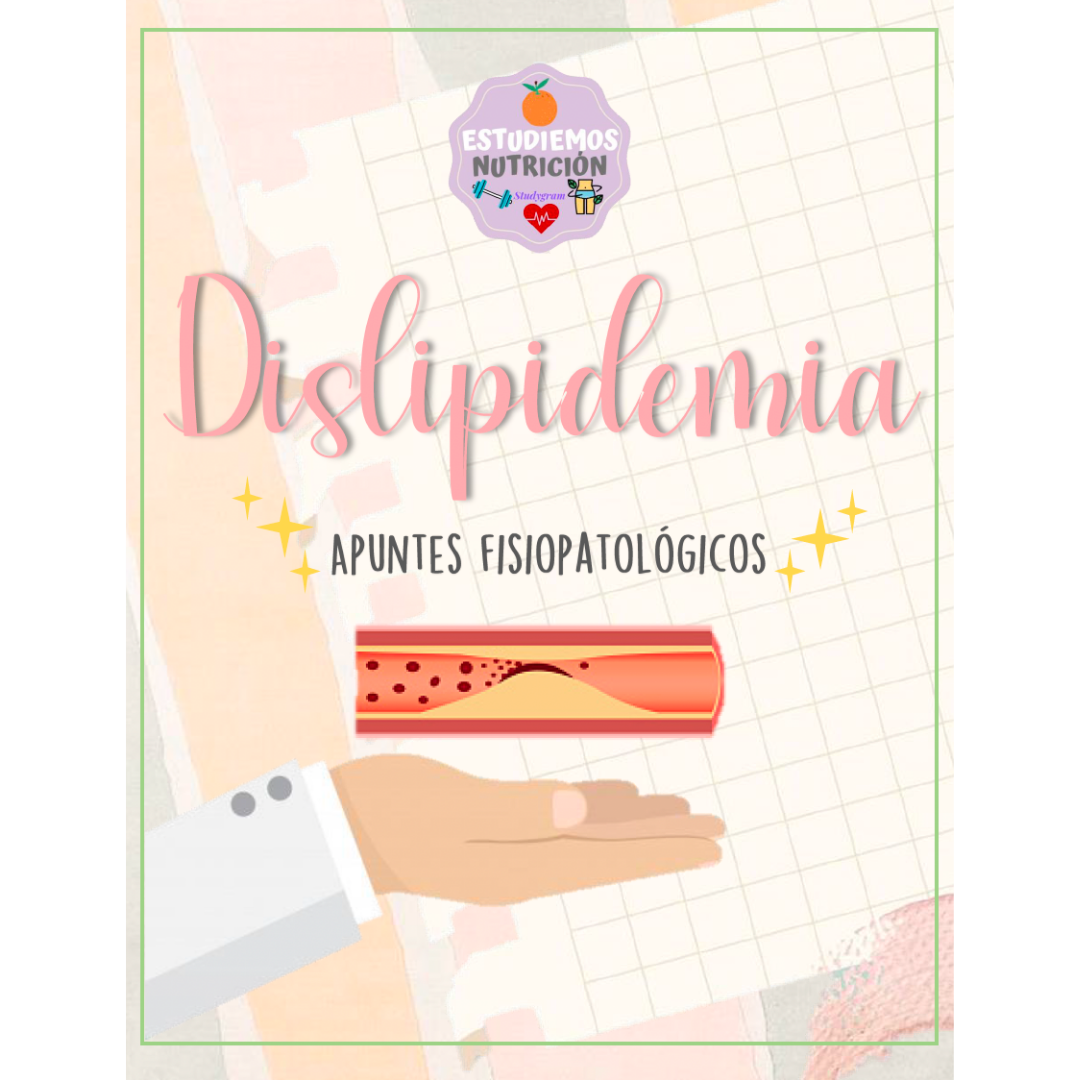 ESTUDIEMOS
NUTRICIÓN
Studygram
Dislipidemia
APUNTES FISIOPATOLÓGICOS